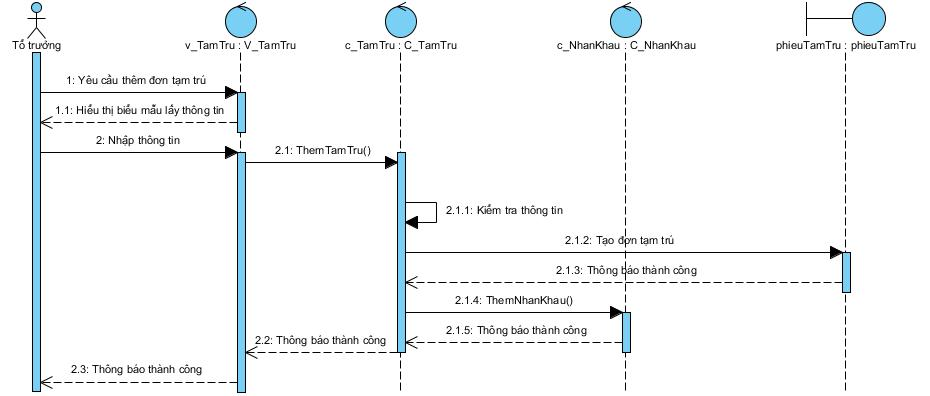 Tổ trưởng
v_TamTru : V_TamTru
c_TamTru : C_TamTru
c_NhanKhau : C_NhanKhau
phieuTamTru : phieuTamTru
1: Yêu cầu thêm đơn tạm trú
1.1: Hiển thị biểu mẫu lấy thông tin
2: Nhập thông tin
2.1: ThemTamTru()
2.1.1: Kiểm tra thông tin
2.1.2: Tạo đơn tạm trú
2.1.3: Thông báo thành công
2.1.4: ThemNhanKhau()
2.1.5: Thông báo thành công
2.2: Thông báo thành công
2.3: Thông báo thành công